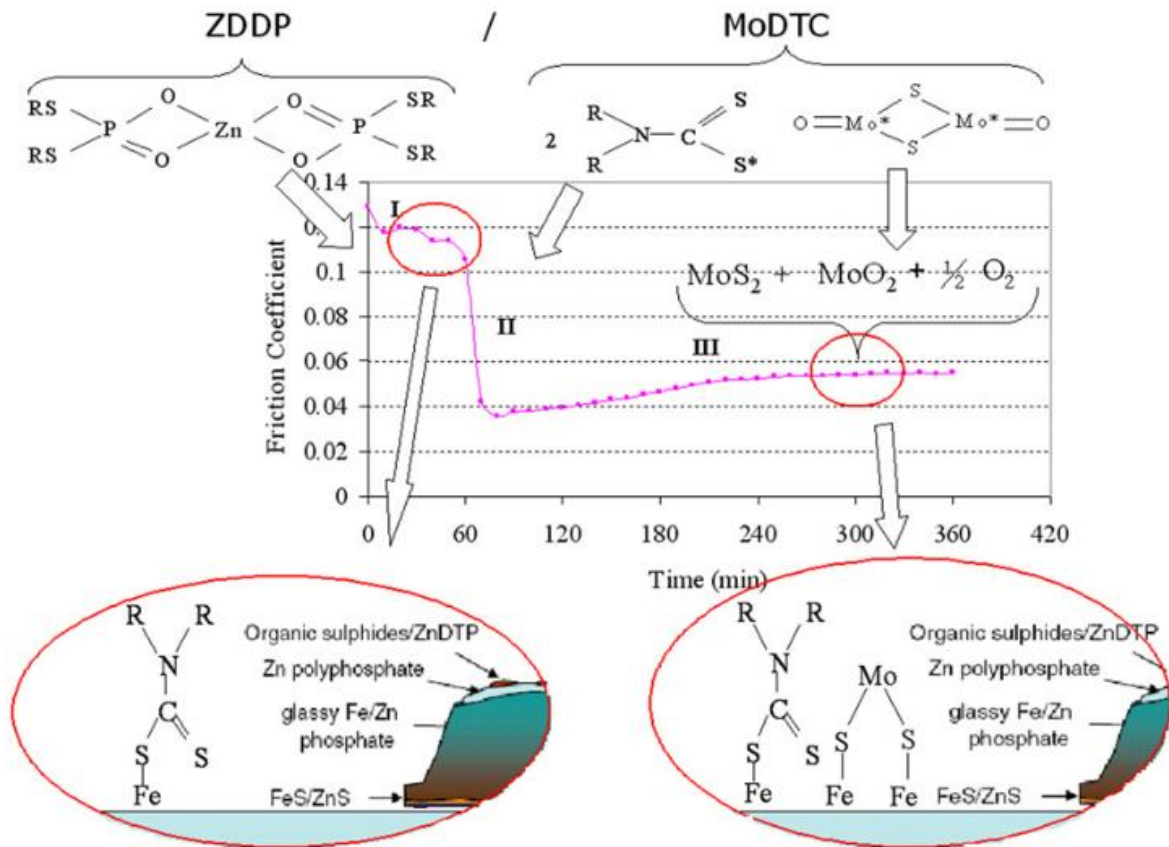 ZDDP / MoDTC
RS
RS
P
O
O
Zn
O
O
P
SR
SR
2
R
R
N
C
S
S*
O
Mo*
S
S
Mo*
O
0.14
0.1
0.08
0.06
0.04
0.02
0
Friction Coefficient
I
II
III
MoS2 + MoO2 + ½ O2
0 60 120 180 240 300 360 420
Time (min)
R R
N
C
S S
Fe
Organic sulphides/ZnDTP
Zn polyphosphate
glassy Fe/Zn
phosphate
FeS/ZnS
R R
N
C
S S
Fe
Mo
S S
Fe Fe
Organic sulphides/ZnDTP
Zn polyphosphate
glassy Fe/Zn
phosphate
FeS/ZnS